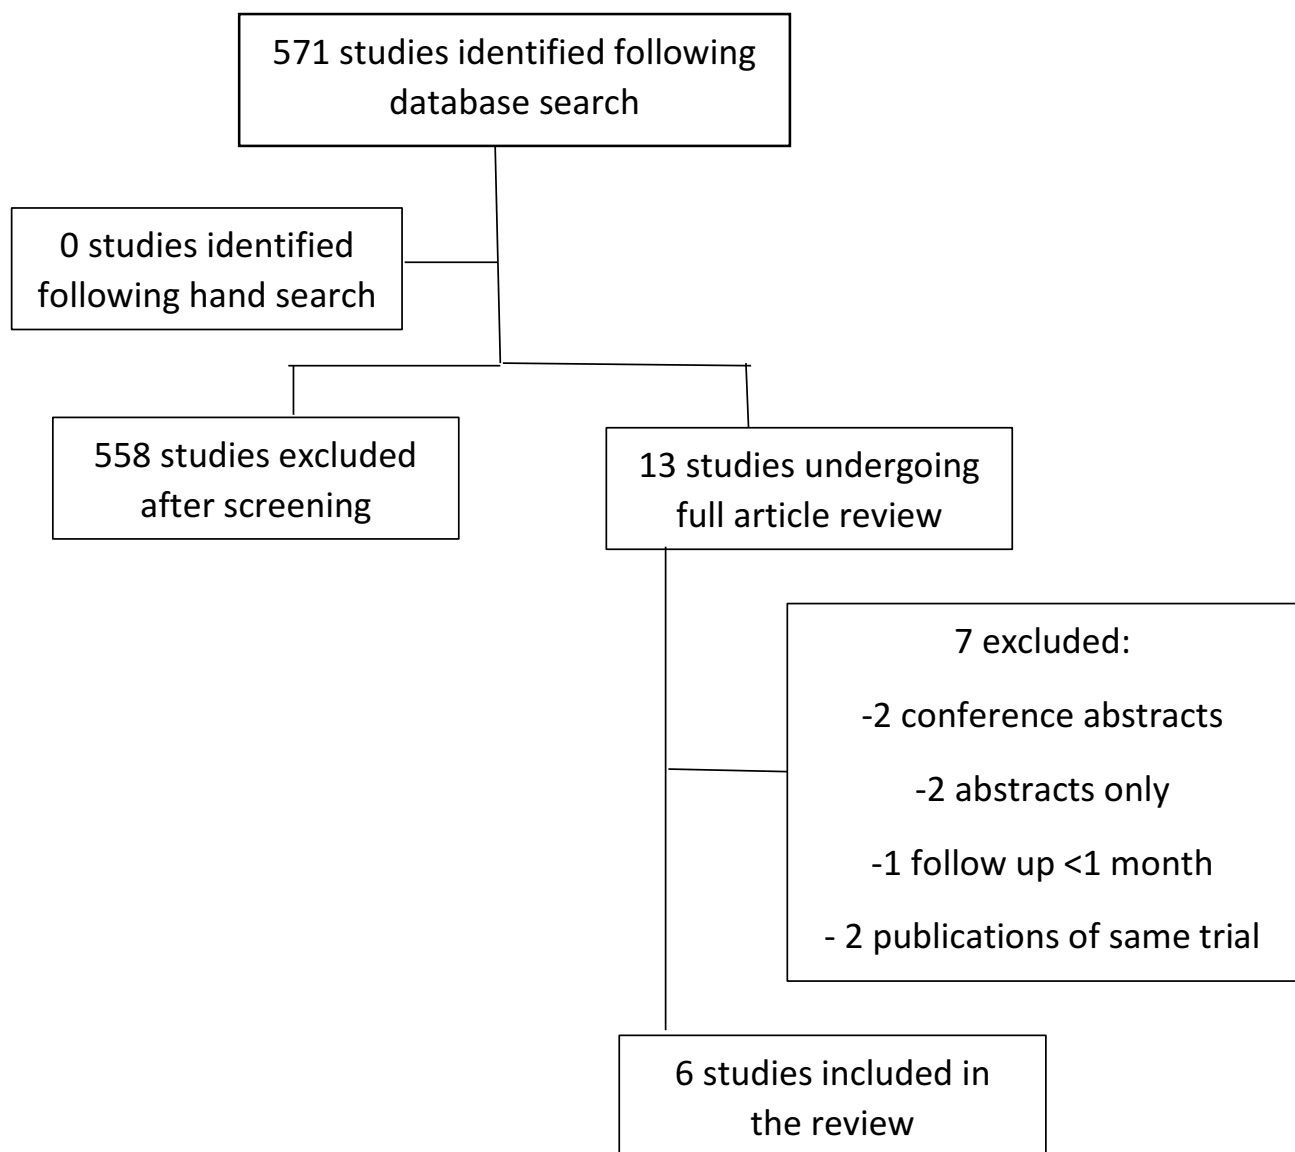 571 studies identified following
database search
0 studies identified
following hand search
558 studies excluded
after screening
13 studies undergoing
full article review
7 excluded:
-2 conference abstracts
-2 abstracts only
-1 follow up <1 month
- 2 publications of same trial
6 studies included in
the review